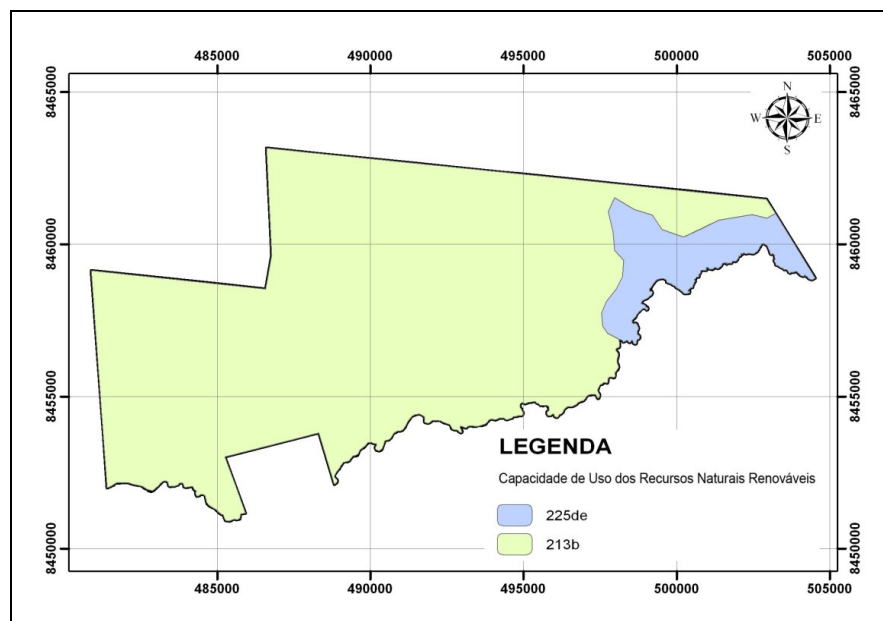 485000 490000 495000 500000 505000
8465000 8465000
N
W E
S
8460000 8460000
8455000 8455000
LEGENDA
Capacidade de Uso dos Recursos Naturais Renováveis
225de
213b
8450000 8450000
485000 490000 495000 500000 505000